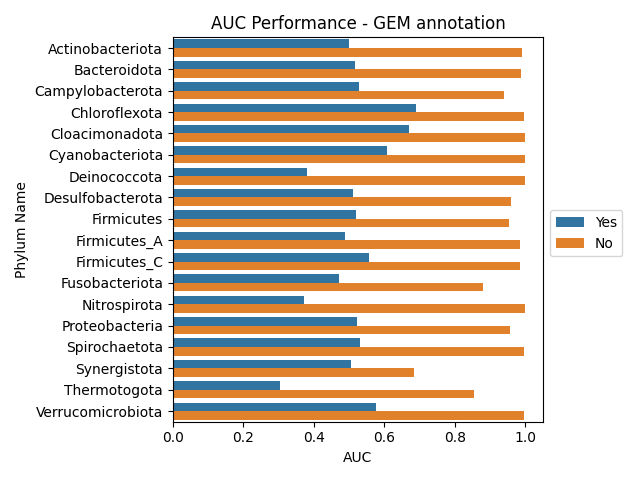 AUC Performance - GEM annotation
Phylum Name
Actinobacteriota
Bacteroidota
Campylobacterota
Chloroflexota
Cloacimonadota
Cyanobacteriota
Deinococcota
Desulfobacterota
Firmicutes
Firmicutes_A
Firmicutes_C
Fusobacteriota
Nitrospirota
Proteobacteria
Spirochaetota
Synergistota
Thermotogota
Verrucomicrobiota
0.0 0.2 0.4 0.6 0.8 1.0
AUC
Yes
No